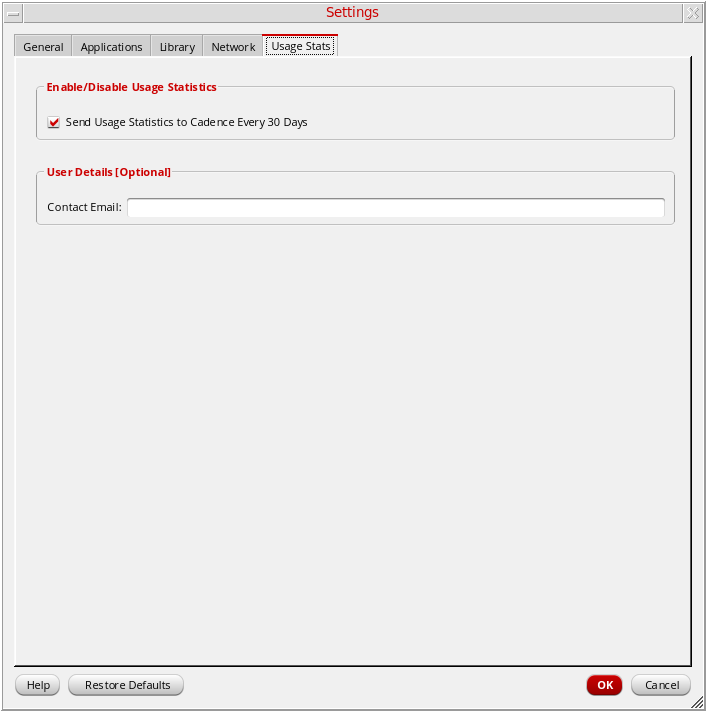 Settings
General Applications Library Network Usage Stats
Enable/Disable Usage Statistics
Send Usage Statistics to Cadence Every 30 Days
User Details [Optional]
Contact Email:
Help Restore Defaults OK Cancel